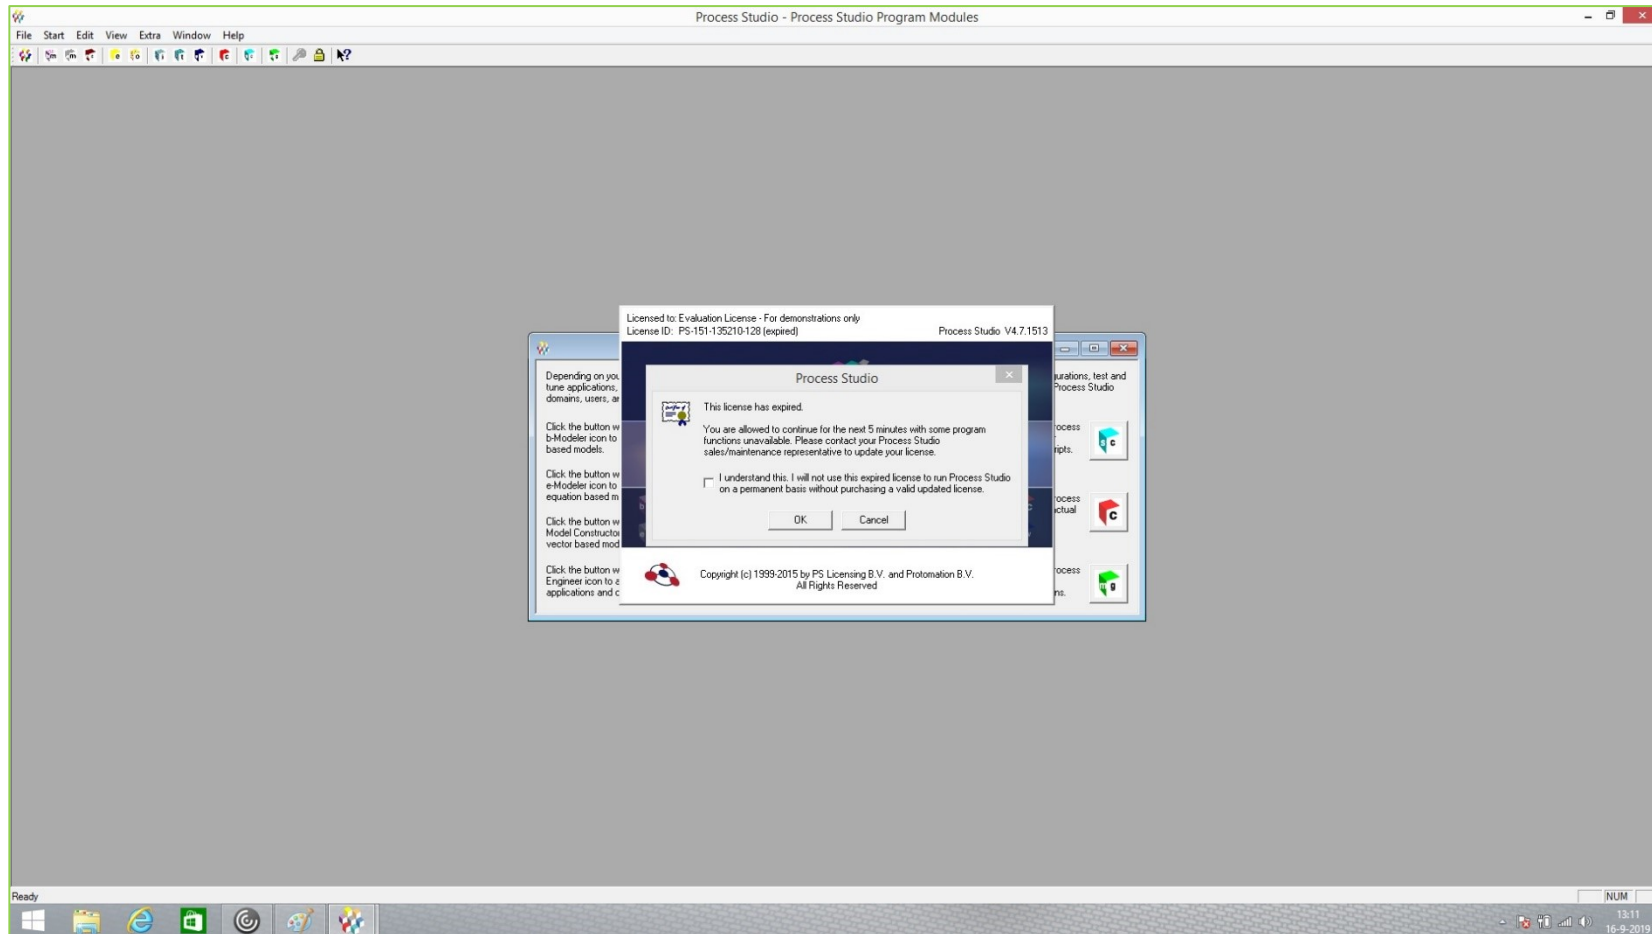 Process Studio - Process Studio Program Modules
File Start Edit View Extra Window Help
Licensed to: Evaluation License - For demonstrations only
License ID: PS-151-135210-128 (expired) Process Studio V4.7.1513
Depending on you
tune applications,
domains, users, ar
Click the button w
b-Modeler icon to
based models.
Click the button w
e-Modeler icon to
equation based m
Click the button w
Model Constructo
vector based mod
Click the button w
Engineer icon to a
applications and c
Process Studio
This license has expired.
You are allowed to continue for the next 5 minutes with some program
functions unavailable. Please contact your Process Studio
sales/maintenance representative to update your license.
I understand this. I will not use this expired license to run Process Studio
on a permanent basis without purchasing a valid updated license.
OK Cancel
Copyright (c) 1999-2015 by PS Licensing B.V. and Protomation B.V.
All Rights Reserved
gurations, test and
Process Studio
rocess
ripts.
s c
rocess
actual
c
rocess
ns.
g
Ready
NUM
13:11
16-9-2019